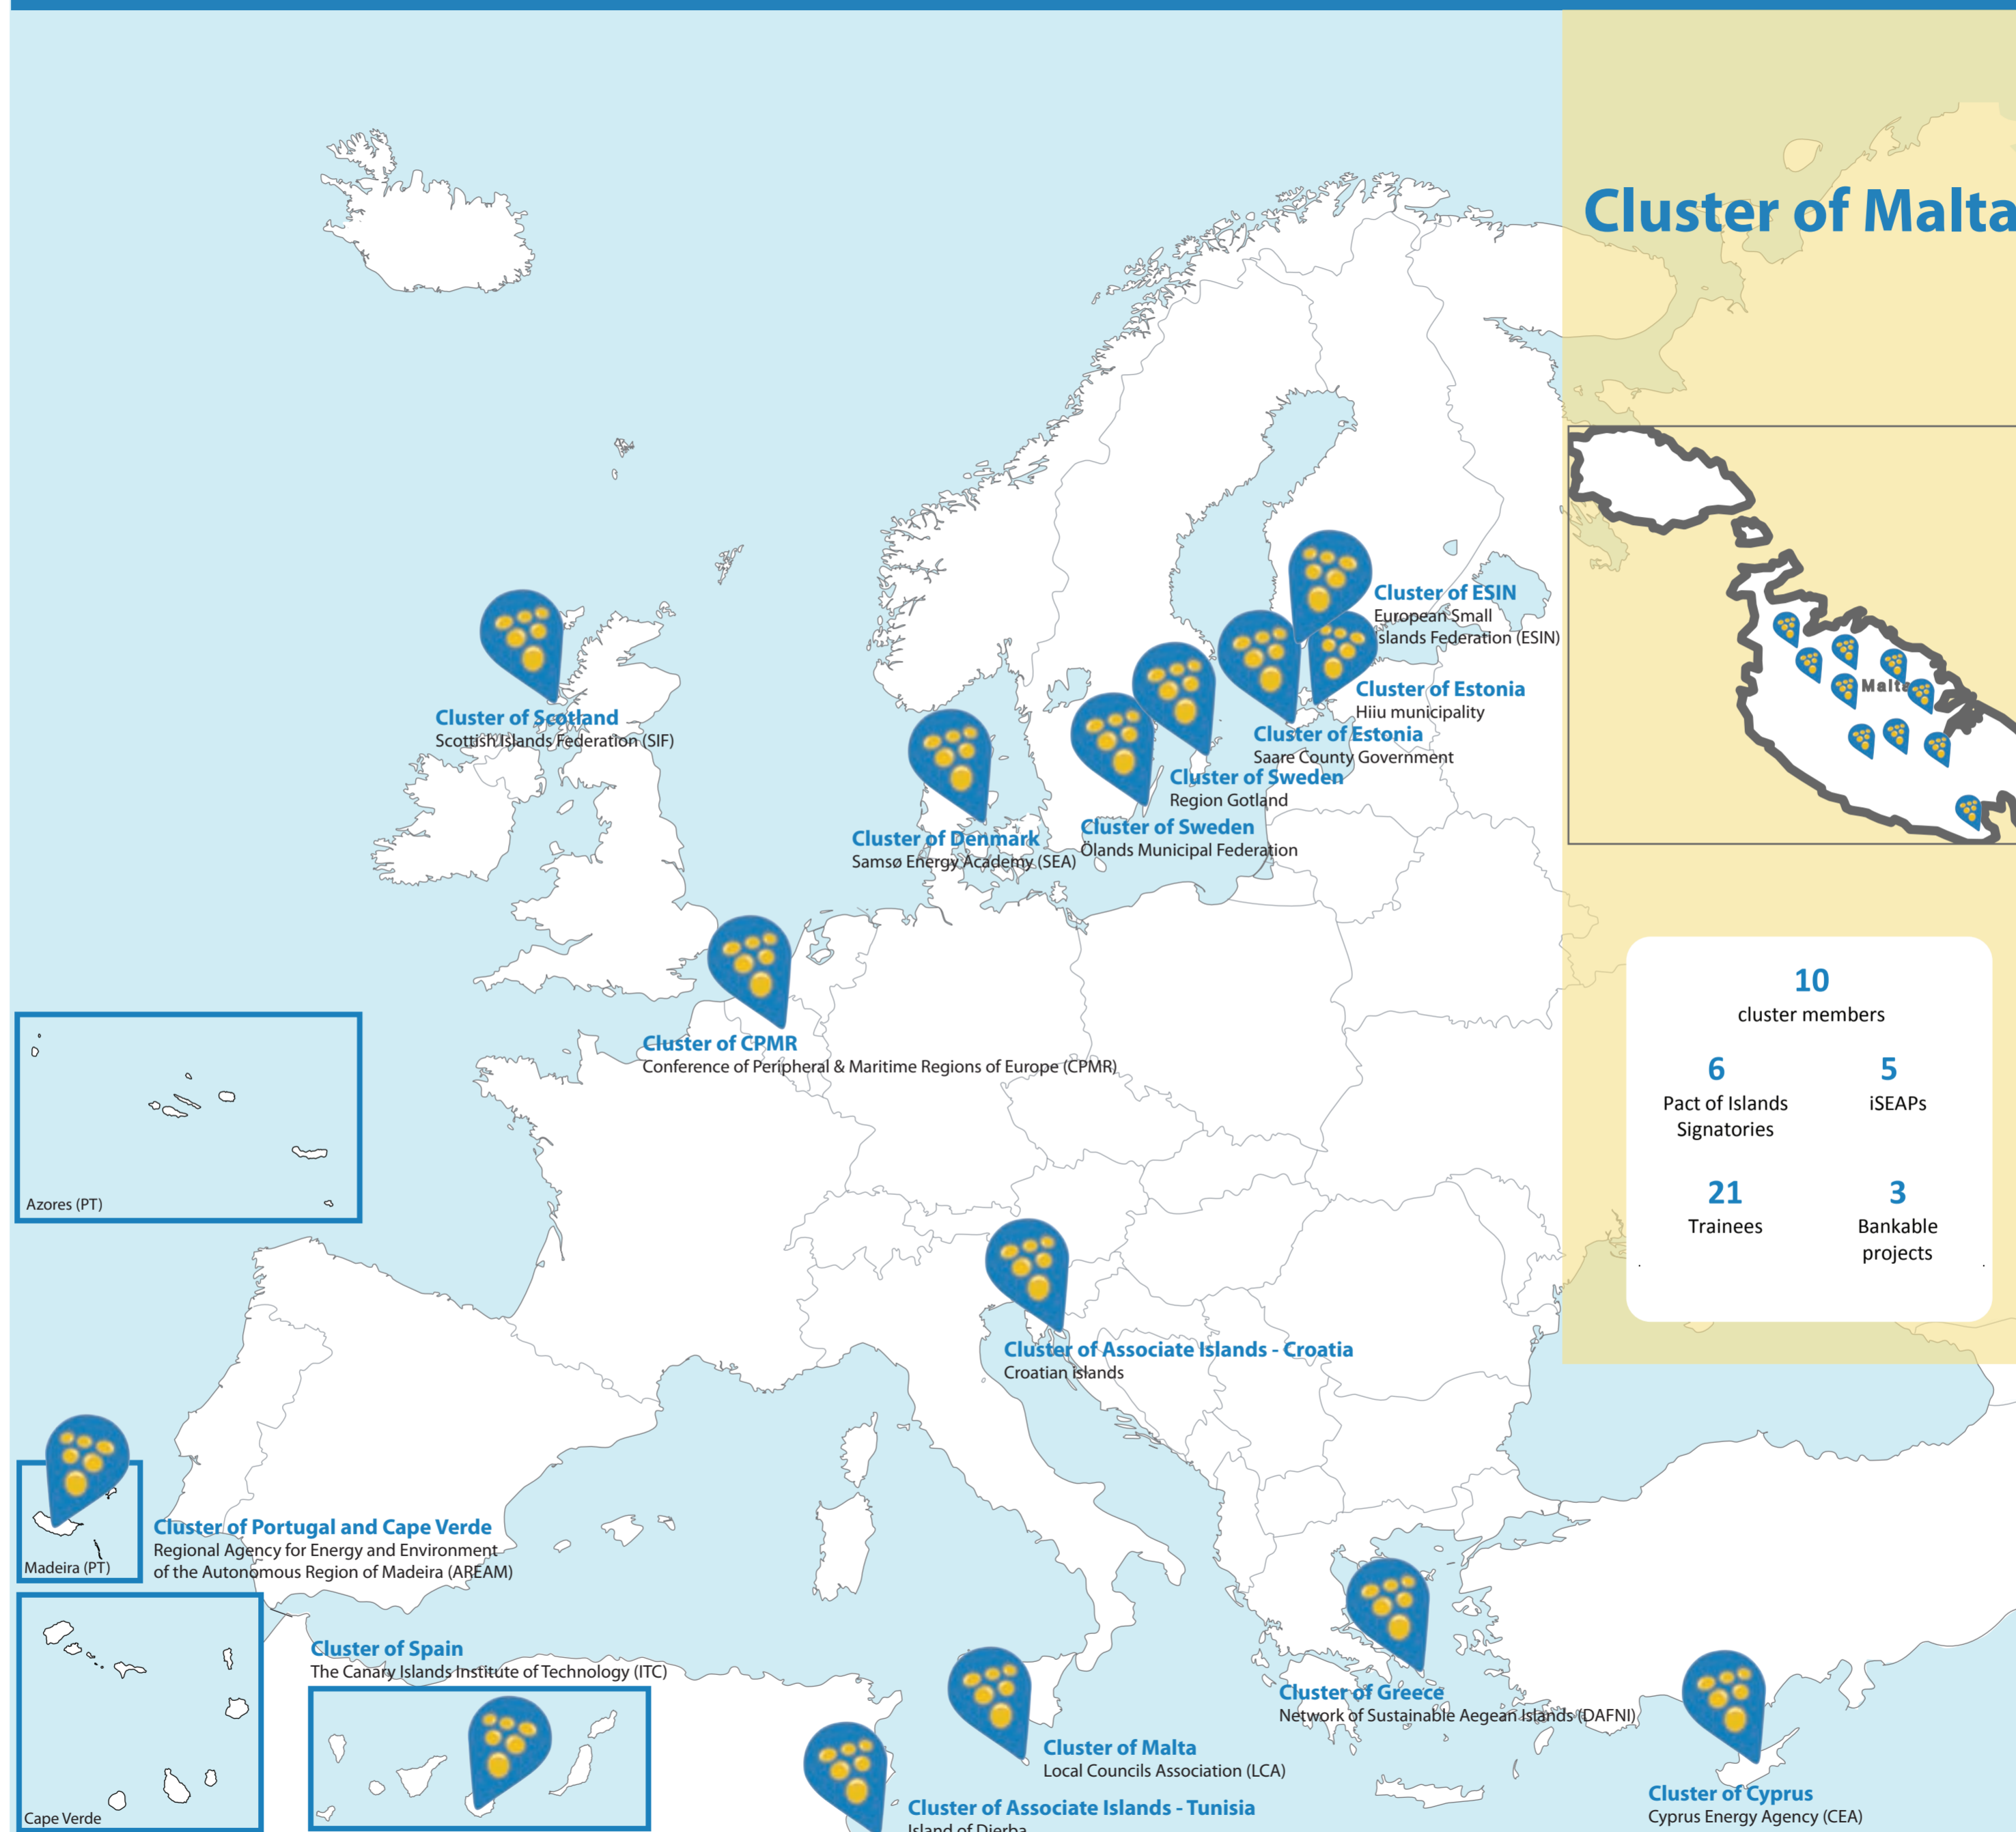 Cluster of Malta
Cluster of ESIN
European Small
Islands Federation (ESIN)
Cluster of Estonia
Hiiu municipality
Cluster of Estonia
Saare County Government
Cluster of Sweden
Region Gotland
Cluster of Sweden
Ölands Municipal Federation
Cluster of Scotland
Scottish Islands Federation (SIF)
Cluster of Denmark
Samsø Energy Academy (SEA)
Malta
10
cluster members
6
Pact of Islands
Signatories
5
iSEAPs
21
Trainees
3
Bankable
projects
Cluster of CPMR
Conference of Peripheral & Maritime Regions of Europe (CPMR)
Azores (PT)
Cluster of Associate Islands - Croatia
Croatian islands
Cluster of Portugal and Cape Verde
Regional Agency for Energy and Environment
of the Autonomous Region of Madeira (AREAM)
Madeira (PT)
Cluster of Spain
The Canary Islands Institute of Technology (ITC)
Cape Verde
Cluster of Greece
Network of Sustainable Aegean Islands (DAFNI)
Cluster of Malta
Local Councils Association (LCA)
Cluster of Cyprus
Cyprus Energy Agency (CEA)
Cluster of Associate Islands - Tunisia
Island of Djerba